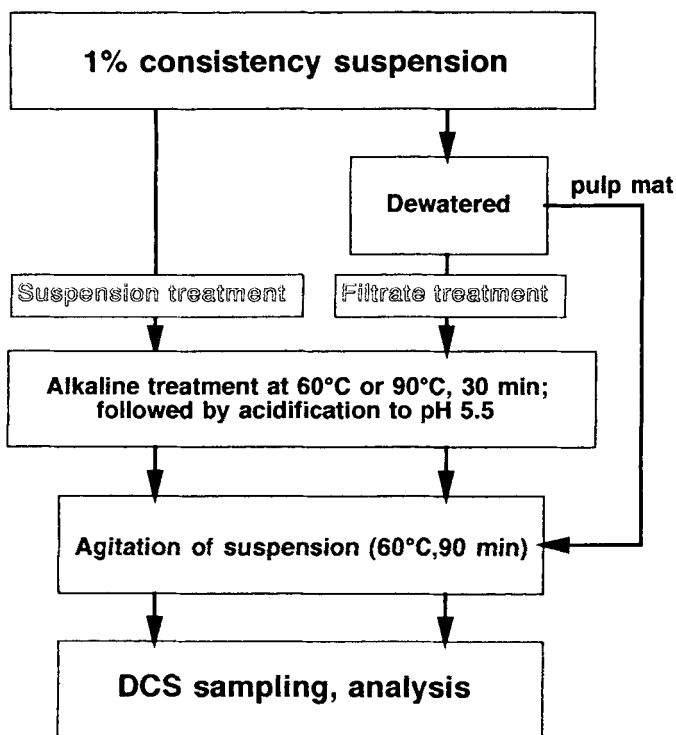 1% consistency suspension
pulp mat
Dewatered
Suspension treatment
Filtrate treatment
Alkaline treatment at 60°C or 90°C, 30 min;
followed by acidification to pH 5.5
Agitation of suspension (60°C,90 min)
DCS sampling, analysis